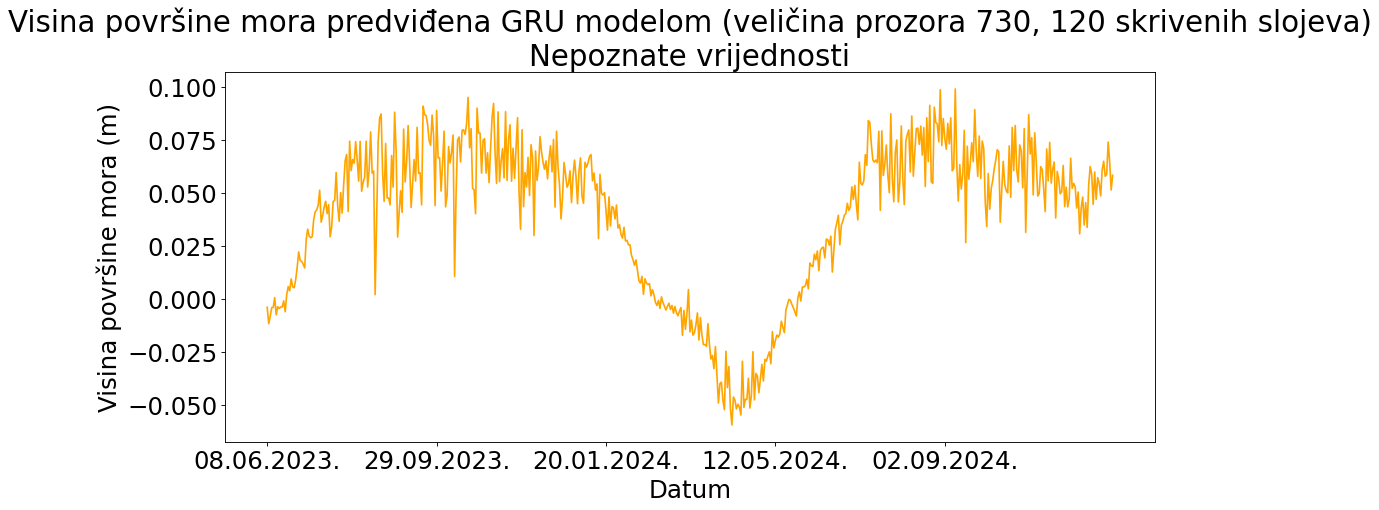 Visina površine mora predviđena GRU modelom (veličina prozora 730, 120 skrivenih slojeva)
Nepoznate vrijednosti
Visina površine mora (m)
0.100
0.075
0.050
0.025
0.000
−0.025
−0.050
08.06.2023. 29.09.2023. 20.01.2024. 12.05.2024. 02.09.2024.
Datum